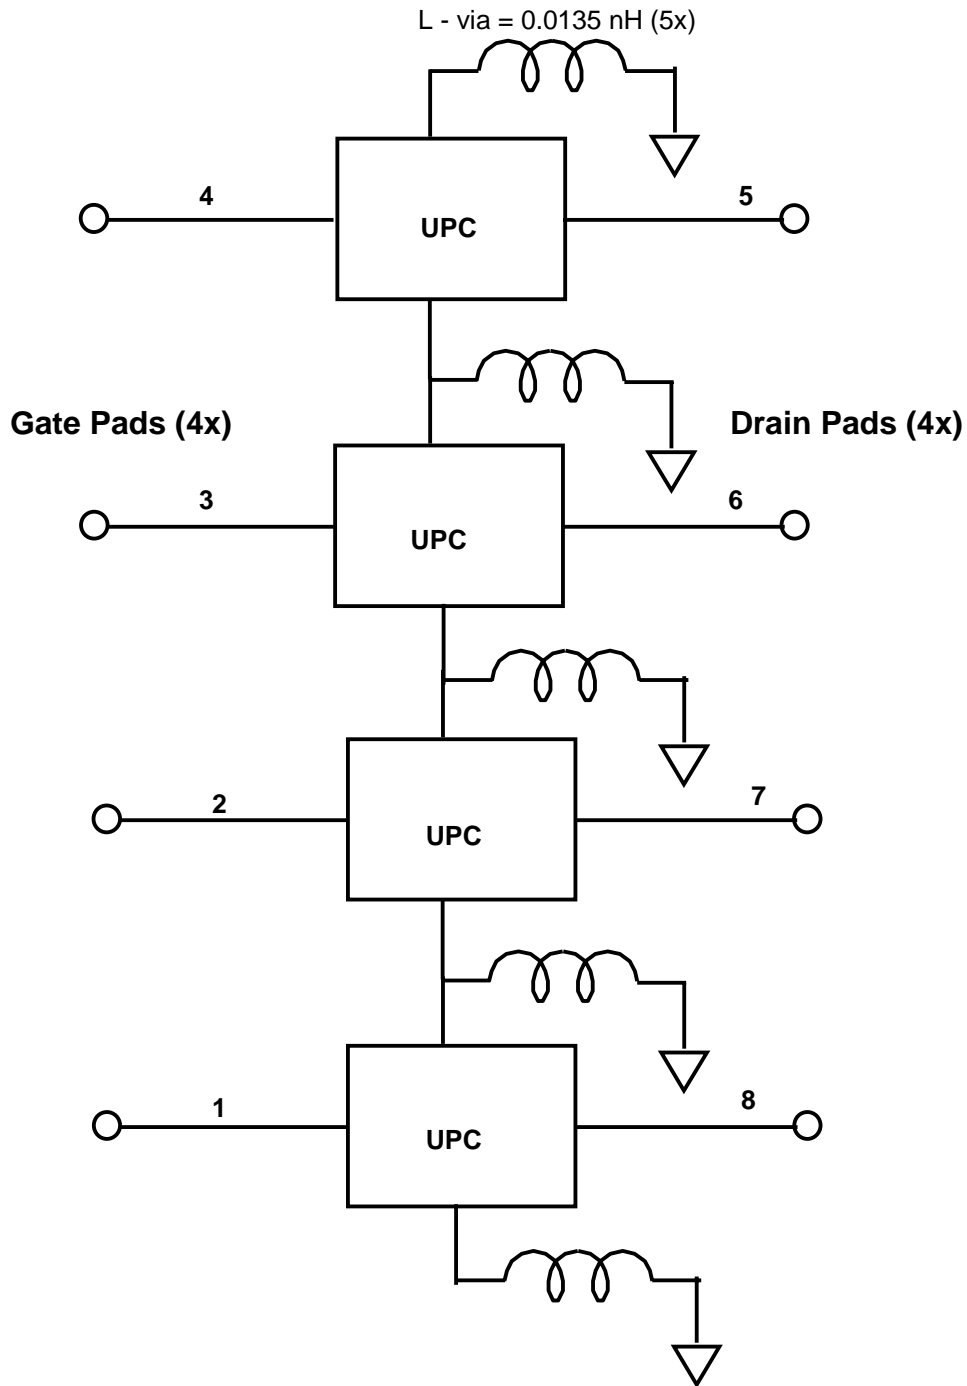 L - via = 0.0135 nH (5x)
4
5
UPC
Gate Pads (4x)
Drain Pads (4x)
3
6
UPC
2
7
UPC
1
8
UPC